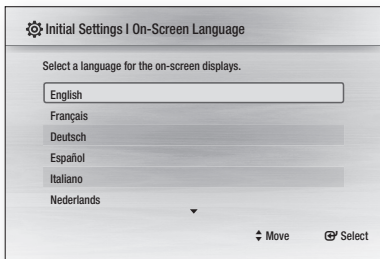 Initial Settings I On-Screen Language
Select a language for the on-screen displays.
English
Français
Deutsch
Español
Italiano
Nederlands
Move Select